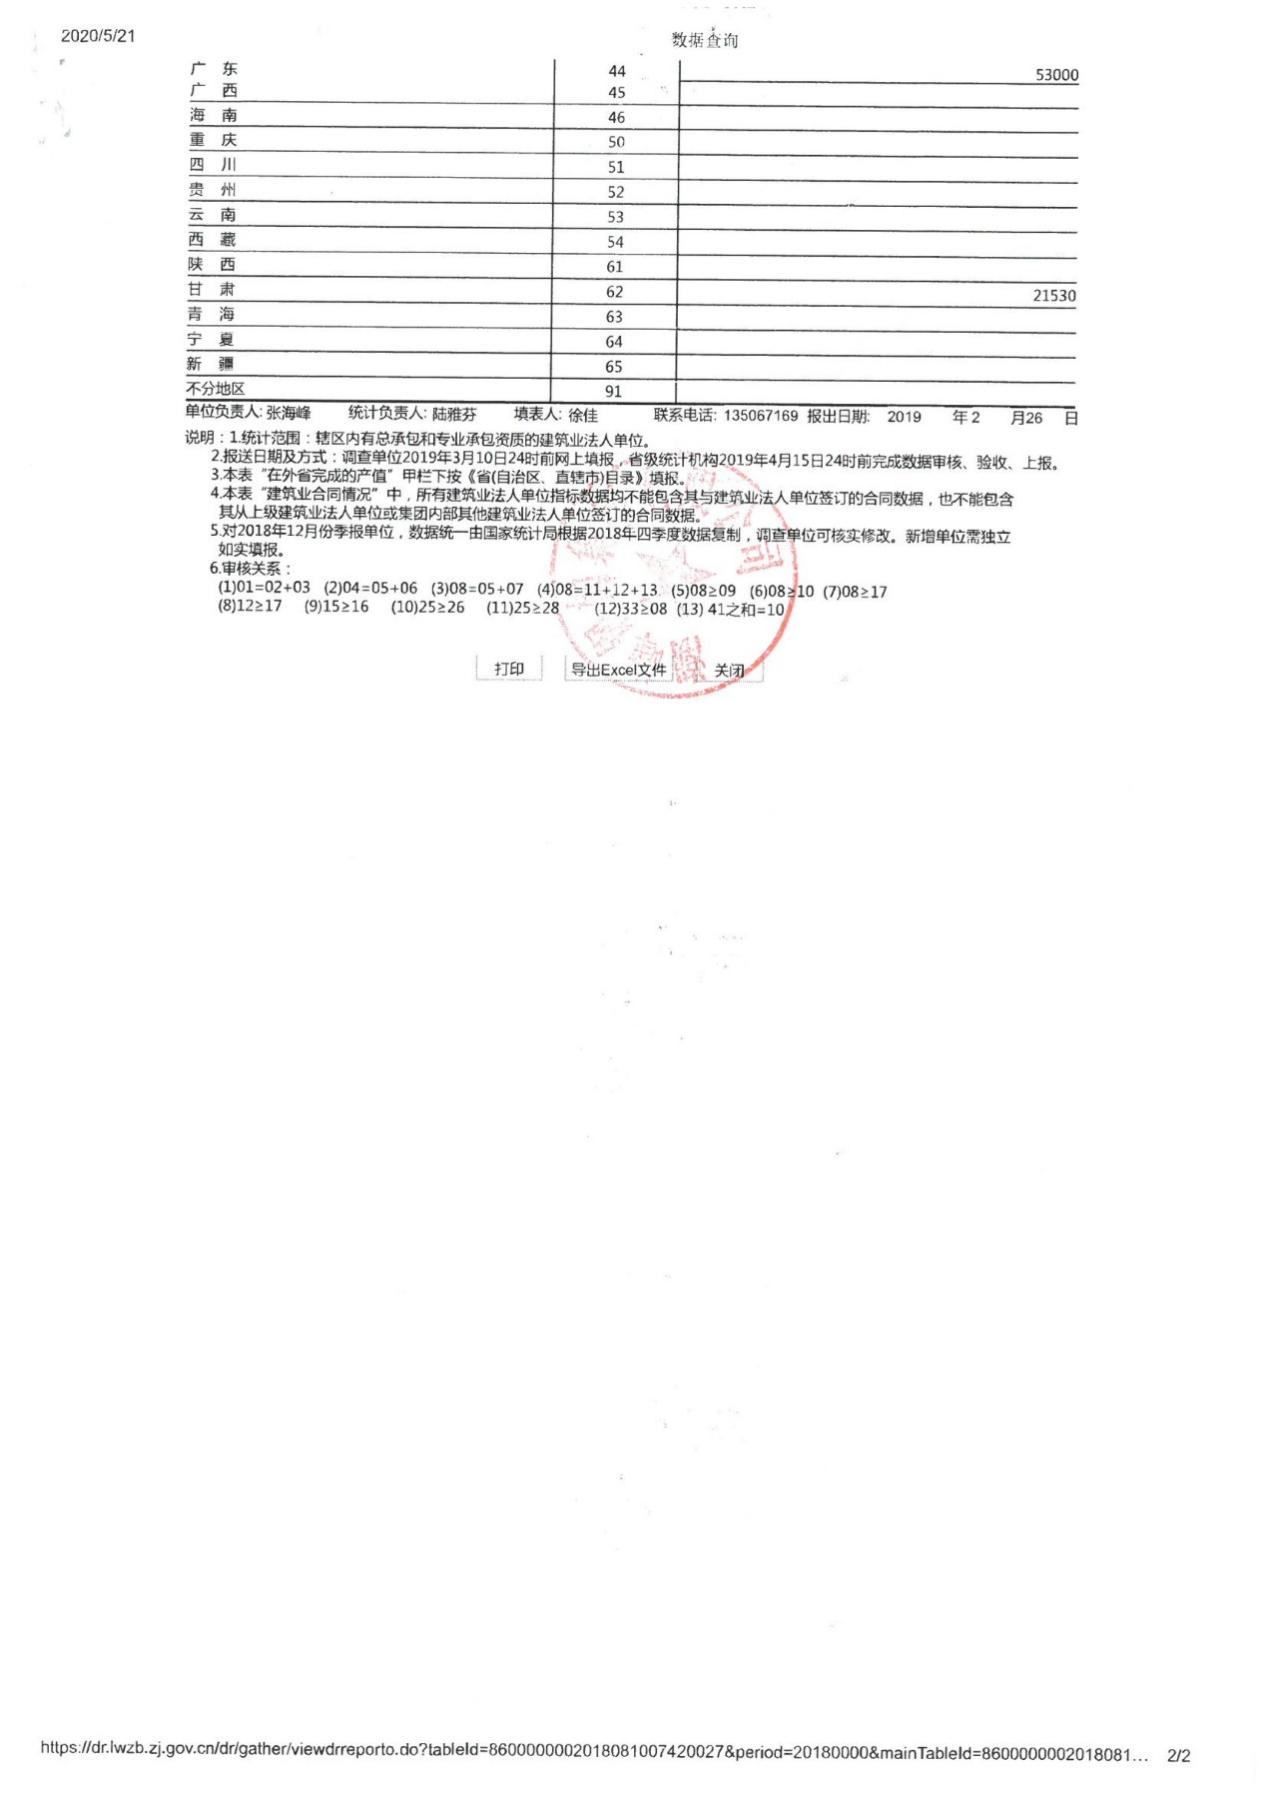 2020/5/21
数据查询
广 东 44 53000
广 西 45
海 南 46
重 庆 50
四 川 51
贵 州 52
云 南 53
西 藏 54
陕 西 61
甘 肃 62 21530
青 海 63
宁 夏 64
新 疆 65
不分地区 91
单位负责人: 张海峰 统计负责人: 陆雅芬 填表人: 徐佳 联系电话: 135067169 报出日期: 2019 年 2 月26 日
说明：1.统计范围：辖区内有总承包和专业承包资质的建筑业法人单位。
2.报送日期及方式：调查单位2019年3月10日24时前网上填报，省级统计机构2019年4月15日24时前完成数据审核、验收、上报。
3.本表“在外省完成的产值”甲栏下按《省(自治区、直辖市)目录》填报。
4.本表“建筑业合同情况”中，所有建筑业法人单位指标数据均不能包含其与建筑业法人单位签订的合同数据，也不能包含
其从上级建筑业法人单位或集团内部其他建筑业法人单位签订的合同数据。
5.对2018年12月份季报单位，数据统一由国家统计局根据2018年四季度数据复制，调查单位可核实修改。新增单位需独立
如实填报。
6.审核关系：
(1)01=02+03 (2)04=05+06 (3)08=05+07 (4)08=11+12+13 (5)08≥09 (6)08≥10 (7)08≥17
(8)12≥17 (9)15≥16 (10)25≥26 (11)25≥28 (12)33≥08 (13) 41之和=10
打印 导出Excel文件 关闭
https://dr.lwzb.zj.gov.cn/dr/gather/viewdrreporto.do?tableId=8600000002018081007420027&period=20180000&mainTableId=8600000002018081... 2/2